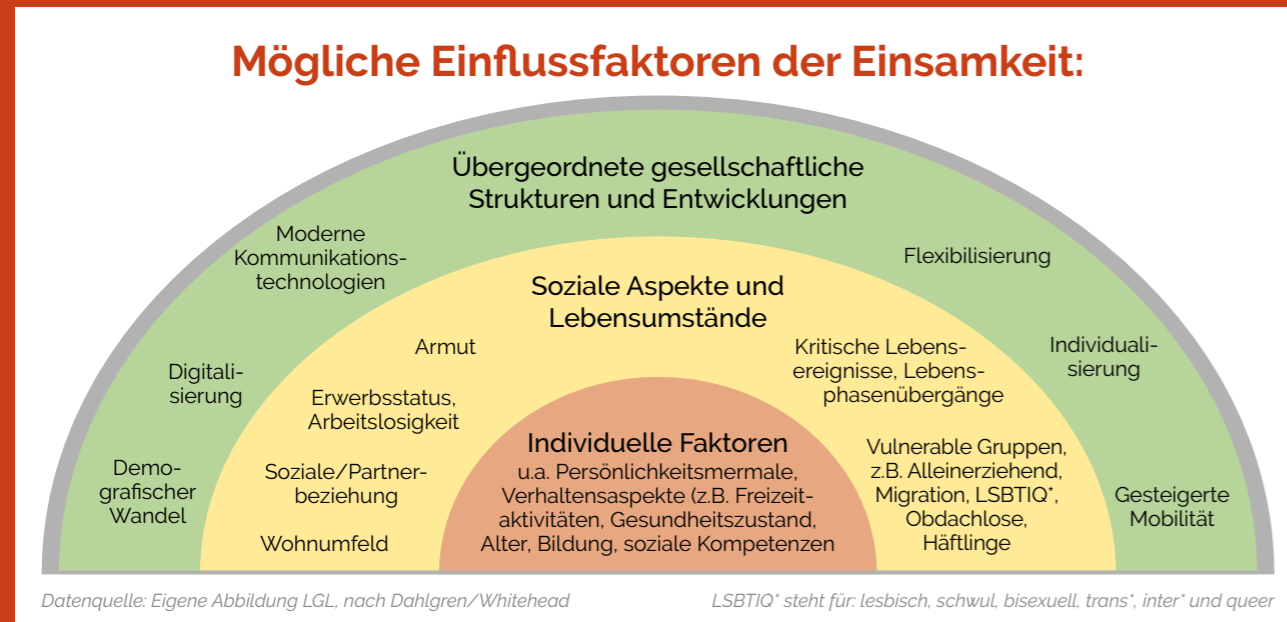 Mögliche Einflussfaktoren der Einsamkeit:
Übergeordnete gesellschaftliche
Strukturen und Entwicklungen
Moderne
Kommunikations-
technologien
Digitali-
sierung
Demo-
grafischer
Wandel
Flexibilisierung
Individuali-
sierung
Gesteigerte
Mobilität
Soziale Aspekte und
Lebensumstände
Armut
Erwerbsstatus,
Arbeitslosigkeit
Soziale/Partner-
beziehung
Wohnumfeld
Kritische Lebens-
ereignisse, Lebens-
phasenübergänge
Vulnerable Gruppen,
z.B. Alleinerziehend,
Migration, LSBTIQ*,
Obdachlose,
Häftlinge
Individuelle Faktoren
u.a. Persönlichkeitsmermale,
Verhaltensaspekte (z.B. Freizeit-
aktivitäten, Gesundheitszustand,
Alter, Bildung, soziale Kompetenzen
Datenquelle: Eigene Abbildung LGL, nach Dahlgren/Whitehead
LSBTIQ* steht für: lesbisch, schwul, bisexuell, trans*, inter* und queer